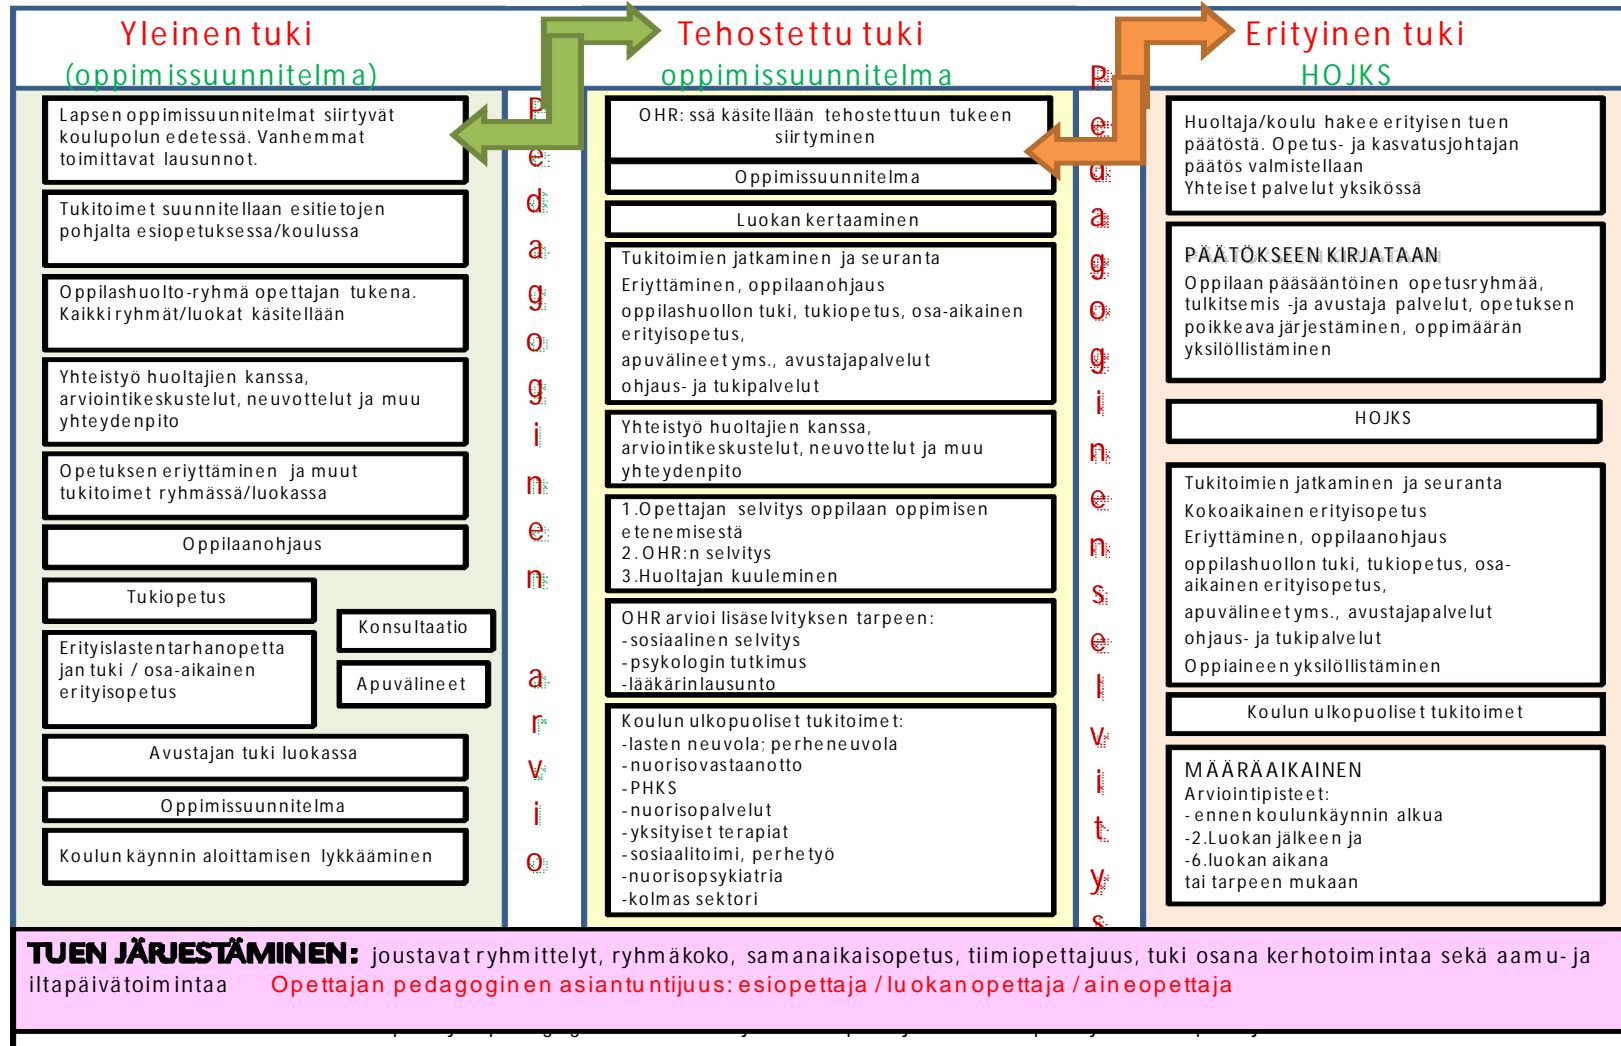 Yleinen tuki
(oppimissuunnitelma)
Lapsen oppimissuunnitelmat siirtyvät
koulupolun edetessä. Vanhemmat
toimittavat lausunnot.
Tukitoimet suunnitellaan esitietojen
pohjalta esiopetuksessa/koulussa
Oppilashuolto-ryhmä opettajan tukena.
Kaikki ryhmät/luokat käsitellään
Yhteistyö huoltajien kanssa,
arviointikeskustelut, neuvottelut ja muu
yhteydenpito
Opetuksen eriyttäminen ja muut
tukitoimet ryhmässä/luokassa
Oppilaanohjaus
Tukiopetus
Konsultaatio
Erityislastentarhanopetta
jan tuki / osa-aikainen
erityisopetus
Apuvälineet
Avustajan tuki luokassa
Oppimissuunnitelma
Koulun käynnin aloittamisen lykkääminen
Pedagoginen arvio
Tehostettu tuki
oppimissuunnitelma
OHR: ssä käsitellään tehostettuun tukeen
siirtyminen
Oppimissuunnitelma
Luokan kertaaminen
Tukitoimien jatkaminen ja seuranta
Eriyttäminen, oppilaanohjaus
oppilashuollon tuki, tukiopetus, osa-aikainen
erityisopetus,
apuvälineet yms., avustajapalvelut
ohjaus- ja tukipalvelut
Yhteistyö huoltajien kanssa,
arviointikeskustelut, neuvottelut ja muu
yhteydenpito
1.Opettajan selvitys oppilaan oppimisen
etenemisestä
2. OHR:n selvitys
3.Huoltajan kuuleminen
OHR arvioi lisäselvityksen tarpeen:
-sosiaalinen selvitys
-psykologin tutkimus
-lääkärinlausunto
Koulun ulkopuoliset tukitoimet:
-lasten neuvola; perheneuvola
-nuorisovastaanotto
-PHKS
-nuorisopalvelut
-yksityiset terapiat
-sosiaalitoimi, perhetyö
-nuorisopsykiatria
-kolmas sektori
Pedagoginen selvitys
Erityinen tuki
HOJKS
Huoltaja/koulu hakee erityisen tuen
päätöstä. Opetus- ja kasvatusjohtajan
päätös valmistellaan
Yhteiset palvelut yksikössä
PÄÄTÖKSEEN KIRJATAAN
Oppilaan pääsääntöinen opetusryhmää,
tulkitsemis -ja avustaja palvelut, opetuksen
poikkeava järjestäminen, oppimäärän
yksilöllistäminen
HOJKS
Tukitoimien jatkaminen ja seuranta
Kokoaikainen erityisopetus
Eriyttäminen, oppilaanohjaus
oppilashuollon tuki, tukiopetus, osa-
aikainen erityisopetus,
apuvälineet yms., avustajapalvelut
ohjaus- ja tukipalvelut
Oppiaineen yksilöllistäminen
Koulun ulkopuoliset tukitoimet
MÄÄRÄAIKAINEN
Arviointipisteet:
- ennen koulunkäynnin alkua
-2.Luokan jälkeen ja
-6.luokan aikana
tai tarpeen mukaan
TUEN JÄRJESTÄMINEN: joustavat ryhmittelyt, ryhmäkoko, samanaikaisopetus, tiimiopettajuus, tuki osana kerhotoimintaa sekä aamu- ja
iltapäivätoimintaa Opettajan pedagoginen asiantuntijuus: esiopettaja / luokanopettaja / aineopettaja